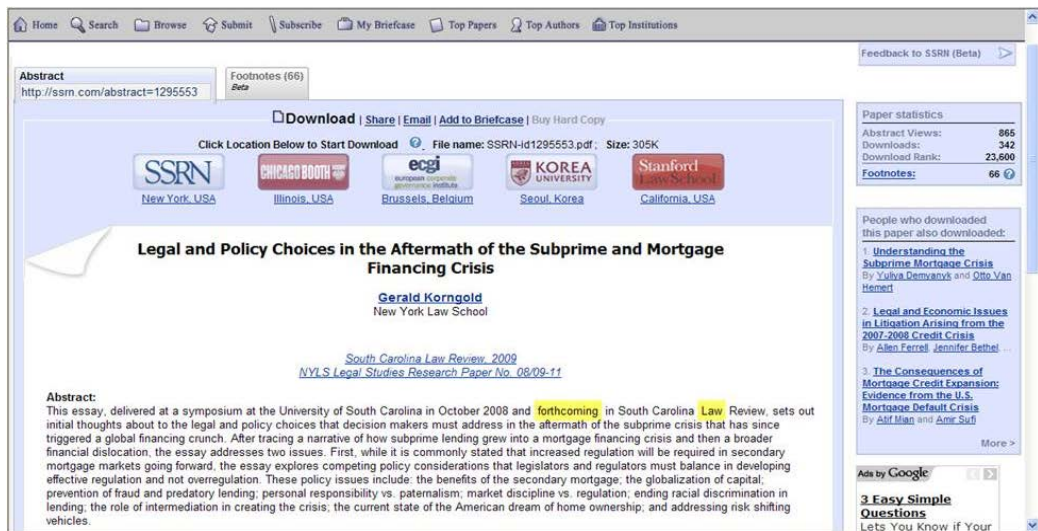 Home Search Browse Submit Subscribe My Briefcase Top Papers Top Authors Top Institutions
Feedback to SSRN (Beta)
Abstract
http://ssrn.com/abstract=1295553
Footnotes (66)
Beta
Download | Share | Email | Add to Briefcase | Buy Hard Copy
Click Location Below to Start Download ? . File name: SSRN-id1295553.pdf ; Size: 305K
SSRN
New York, USA
CHICAGO BOOTH
Illinois, USA
ecgi
european corporate
governance institute
Brussels, Belgium
KOREA
UNIVERSITY
Seoul, Korea
Stanford
Law School
California, USA
Legal and Policy Choices in the Aftermath of the Subprime and Mortgage
Financing Crisis
Gerald Korngold
New York Law School
South Carolina Law Review, 2009
NYLS Legal Studies Research Paper No. 08/09-11
Abstract:
This essay, delivered at a symposium at the University of South Carolina in October 2008 and forthcoming in South Carolina Law Review, sets out
initial thoughts about to the legal and policy choices that decision makers must address in the aftermath of the subprime crisis that has since
triggered a global financing crunch. After tracing a narrative of how subprime lending grew into a mortgage financing crisis and then a broader
financial dislocation, the essay addresses two issues. First, while it is commonly stated that increased regulation will be required in secondary
mortgage markets going forward, the essay explores competing policy considerations that legislators and regulators must balance in developing
effective regulation and not overregulation. These policy issues include: the benefits of the secondary mortgage; the globalization of capital;
prevention of fraud and predatory lending; personal responsibility vs. paternalism; market discipline vs. regulation; ending racial discrimination in
lending; the role of intermediation in creating the crisis; the current state of the American dream of home ownership; and addressing risk shifting
vehicles.
Paper statistics
Abstract Views: 865
Downloads: 342
Download Rank: 23,600
Footnotes: 66 ?
People who downloaded
this paper also downloaded:
1. Understanding the
Subprime Mortgage Crisis
By Yuliya Demyanyk and Otto Van
Hemert
2. Legal and Economic Issues
in Litigation Arising from the
2007-2008 Credit Crisis
By Allen Ferrell, Jennifer Bethel, ...
3. The Consequences of
Mortgage Credit Expansion:
Evidence from the U.S.
Mortgage Default Crisis
By Atif Mian and Amir Sufi
More >
Ads by Google
3 Easy Simple
Questions
Lets You Know if Your